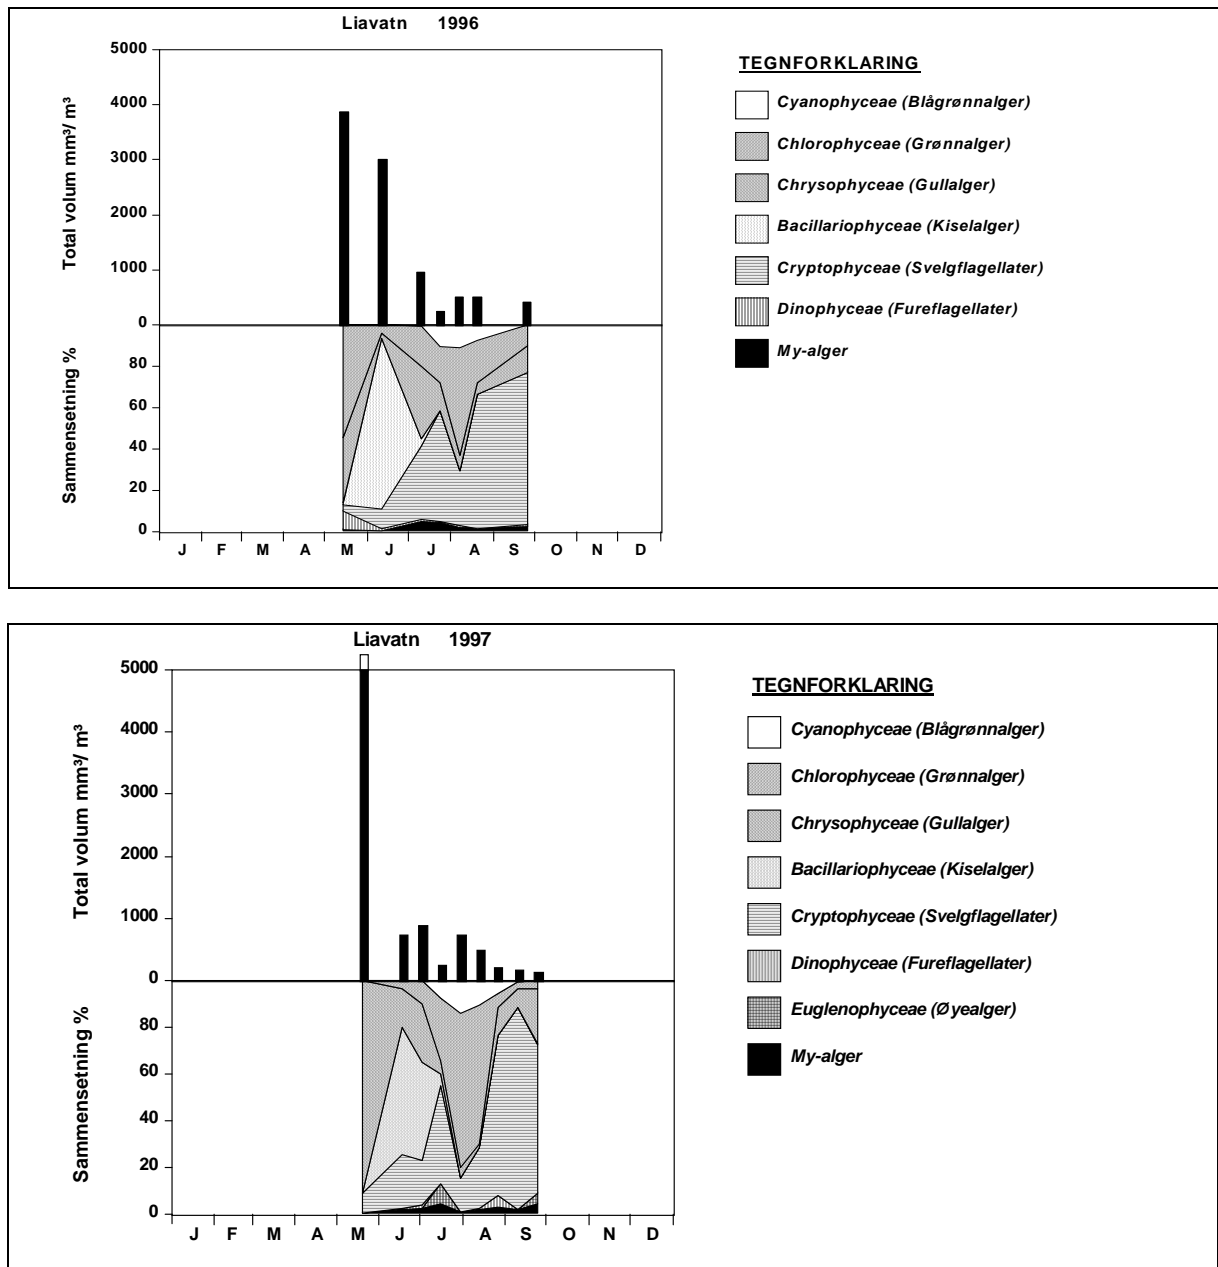 Liavatn 1996
Total volum mm³/ m³
5000
4000
3000
2000
1000
0
Sammensetning %
80
60
40
20
0
J F M A M J J A S O N D
TEGNFORKLARING
Cyanophyceae (Blågrønnalger)
Chlorophyceae (Grønnalger)
Chrysophyceae (Gullalger)
Bacillariophyceae (Kiselalger)
Cryptophyceae (Svelgflagellater)
Dinophyceae (Fureflagellater)
My-alger
Liavatn 1997
Total volum mm³/ m³
5000
4000
3000
2000
1000
0
Sammensetning %
80
60
40
20
0
J F M A M J J A S O N D
TEGNFORKLARING
Cyanophyceae (Blågrønnalger)
Chlorophyceae (Grønnalger)
Chrysophyceae (Gullalger)
Bacillariophyceae (Kiselalger)
Cryptophyceae (Svelgflagellater)
Dinophyceae (Fureflagellater)
Euglenophyceae (Øyealger)
My-alger